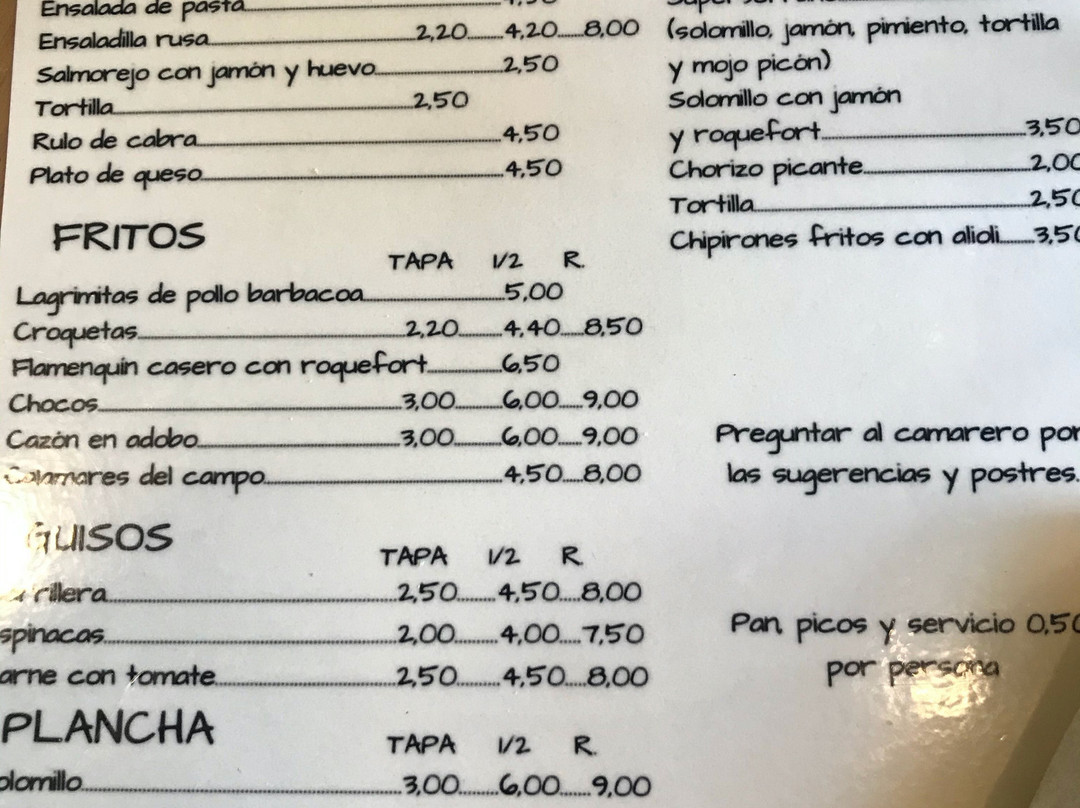 Ensalada de pasta
Ensaladilla rusa 2,20 4,20 8,00
Salmorejo con jamón y huevo 2,50
Tortilla 2,50
Rulo de cabra 4,50
Plato de queso 4,50
FRITOS
TAPA 1/2 R.
Lagrimitas de pollo barbacoa 5,00
Croquetas 2,20 4,40 8,50
Flamenquín casero con roquefort 6,50
Chocos 3,00 6,00 9,00
Cazón en adobo 3,00 6,00 9,00
Calamares del campo 4,50 8,00
GUISOS
TAPA 1/2 R.
rillera 2,50 4,50 8,00
spinacas 2,00 4,00 7,50
arne con tomate 2,50 4,50 8,00
PLANCHA
TAPA 1/2 R.
olomillo 3,00 6,00 9,00
(solomillo, jamón, pimiento, tortilla
y mojo picón)
Solomillo con jamón
y roquefort 3,50
Chorizo picante 2,00
Tortilla 2,50
Chipirones fritos con alioli 3,50
Preguntar al camarero por
las sugerencias y postres.
Pan, picos y servicio 0,50
por persona